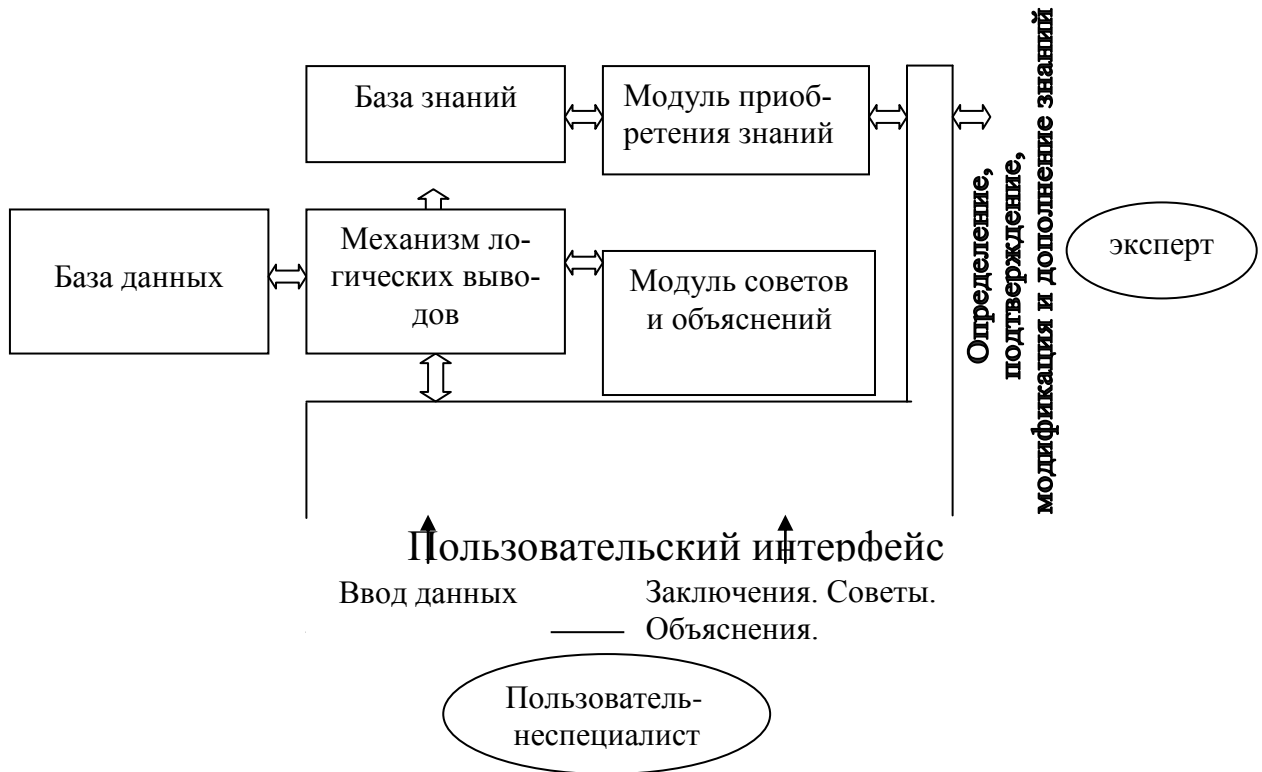 База знаний
Модуль приоб-
ретения знаний
Определение,
подтверждение,
модификация и дополнение знаний
эксперт
База данных
Механизм ло-
гических выво-
дов
Модуль советов
и объяснений
Пользовательский интерфейс
Ввод данных
Заключения. Советы.
Объяснения.
Пользователь-
неспециалист